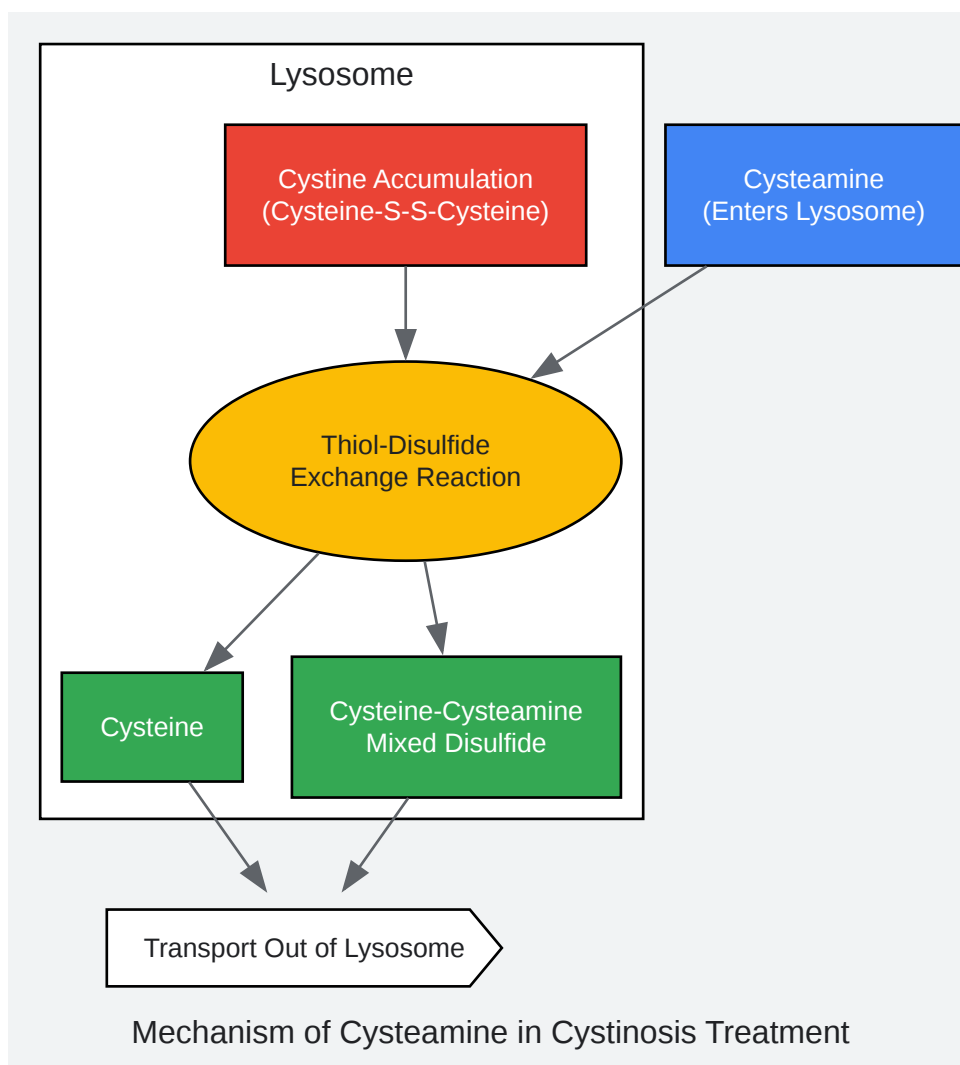 Lysosome
Cystine Accumulation
(Cysteine-S-S-Cysteine)
Cysteamine
(Enters Lysosome)
Thiol-Disulfide
Exchange Reaction
Cysteine
Cysteine-Cysteamine
Mixed Disulfide
Transport Out of Lysosome
Mechanism of Cysteamine in Cystinosis Treatment